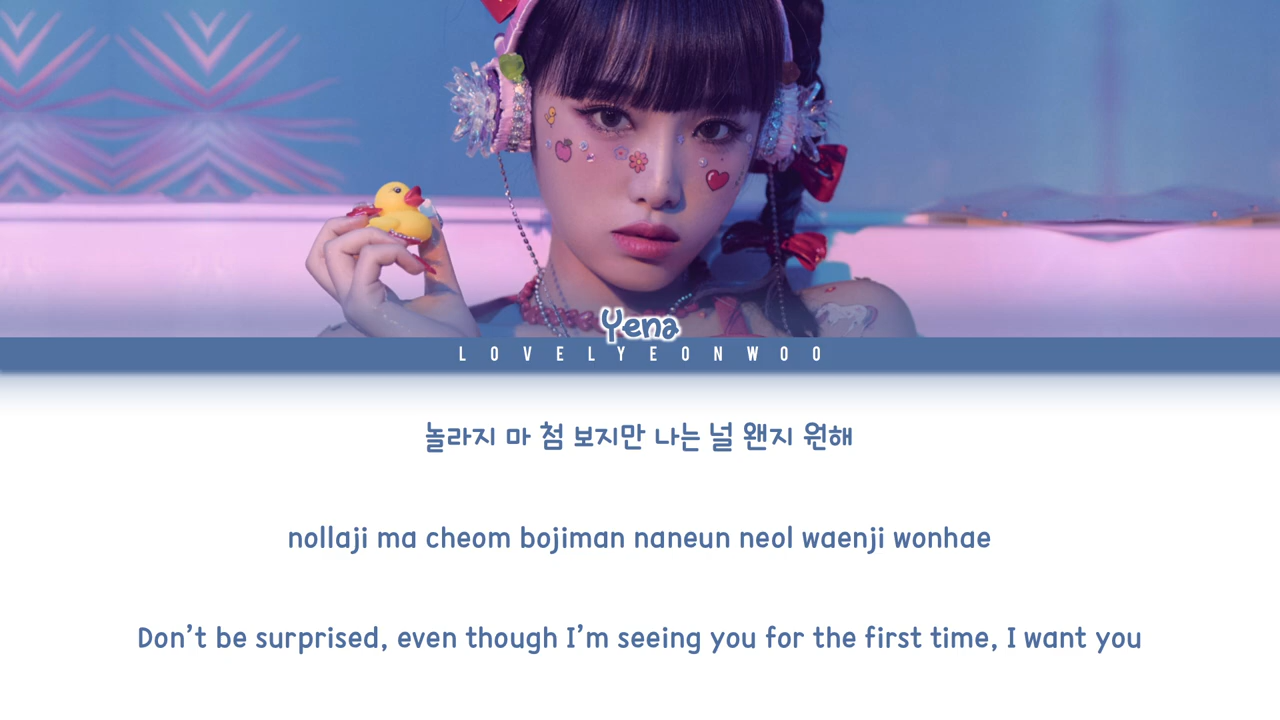 Yena
LOVELYEONWOO
놀라지 마 첨 보지만 나는 널 왠지 원해
nollaji ma cheom bojiman naneun neol waenji wonhae
Don’t be surprised, even though I’m seeing you for the first time, I want you